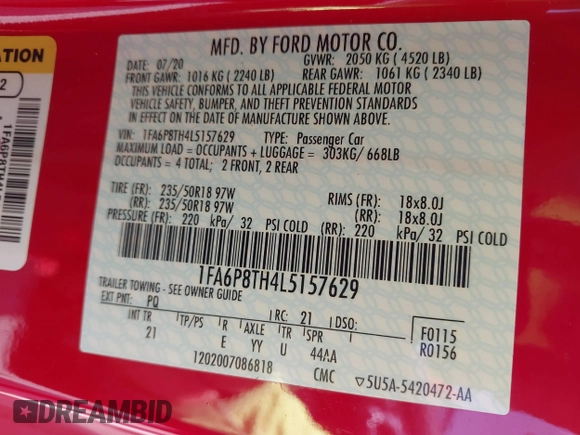 MFD. BY FORD MOTOR CO.
DATE: 07/20 GVWR: 2050 KG ( 4520 LB)
FRONT GAWR: 1016 KG ( 2240 LB) REAR GAWR: 1061 KG ( 2340 LB)
THIS VEHICLE CONFORMS TO ALL APPLICABLE FEDERAL MOTOR
VEHICLE SAFETY, BUMPER, AND THEFT PREVENTION STANDARDS
IN EFFECT ON THE DATE OF MANUFACTURE SHOWN ABOVE.
VIN: 1FA6P8TH4L5157629 TYPE: Passenger Car
MAXIMUM LOAD = OCCUPANTS + LUGGAGE = 303KG/ 668LB
OCCUPANTS = 4 TOTAL; 2 FRONT, 2 REAR
TIRE (FR): 235/50R18 97W RIMS (FR): 18x8.0J
(RR): 235/50R18 97W (RR): 18x8.0J
PRESSURE (FR): 220 kPa/ 32 PSI COLD (RR): 220 kPa/ 32 PSI COLD
1FA6P8TH4L5157629
TRAILER TOWING - SEE OWNER GUIDE
EXT PNT: PQ RC: 21 DSO: F0115
INT TR TP/PS R AXLE TR SPR R0156
21 E YY U 44AA
1202007086818 CMC ▽5U5A-5420472-AA
ATION
2
1FA6P8TH4L5
DREAMBID